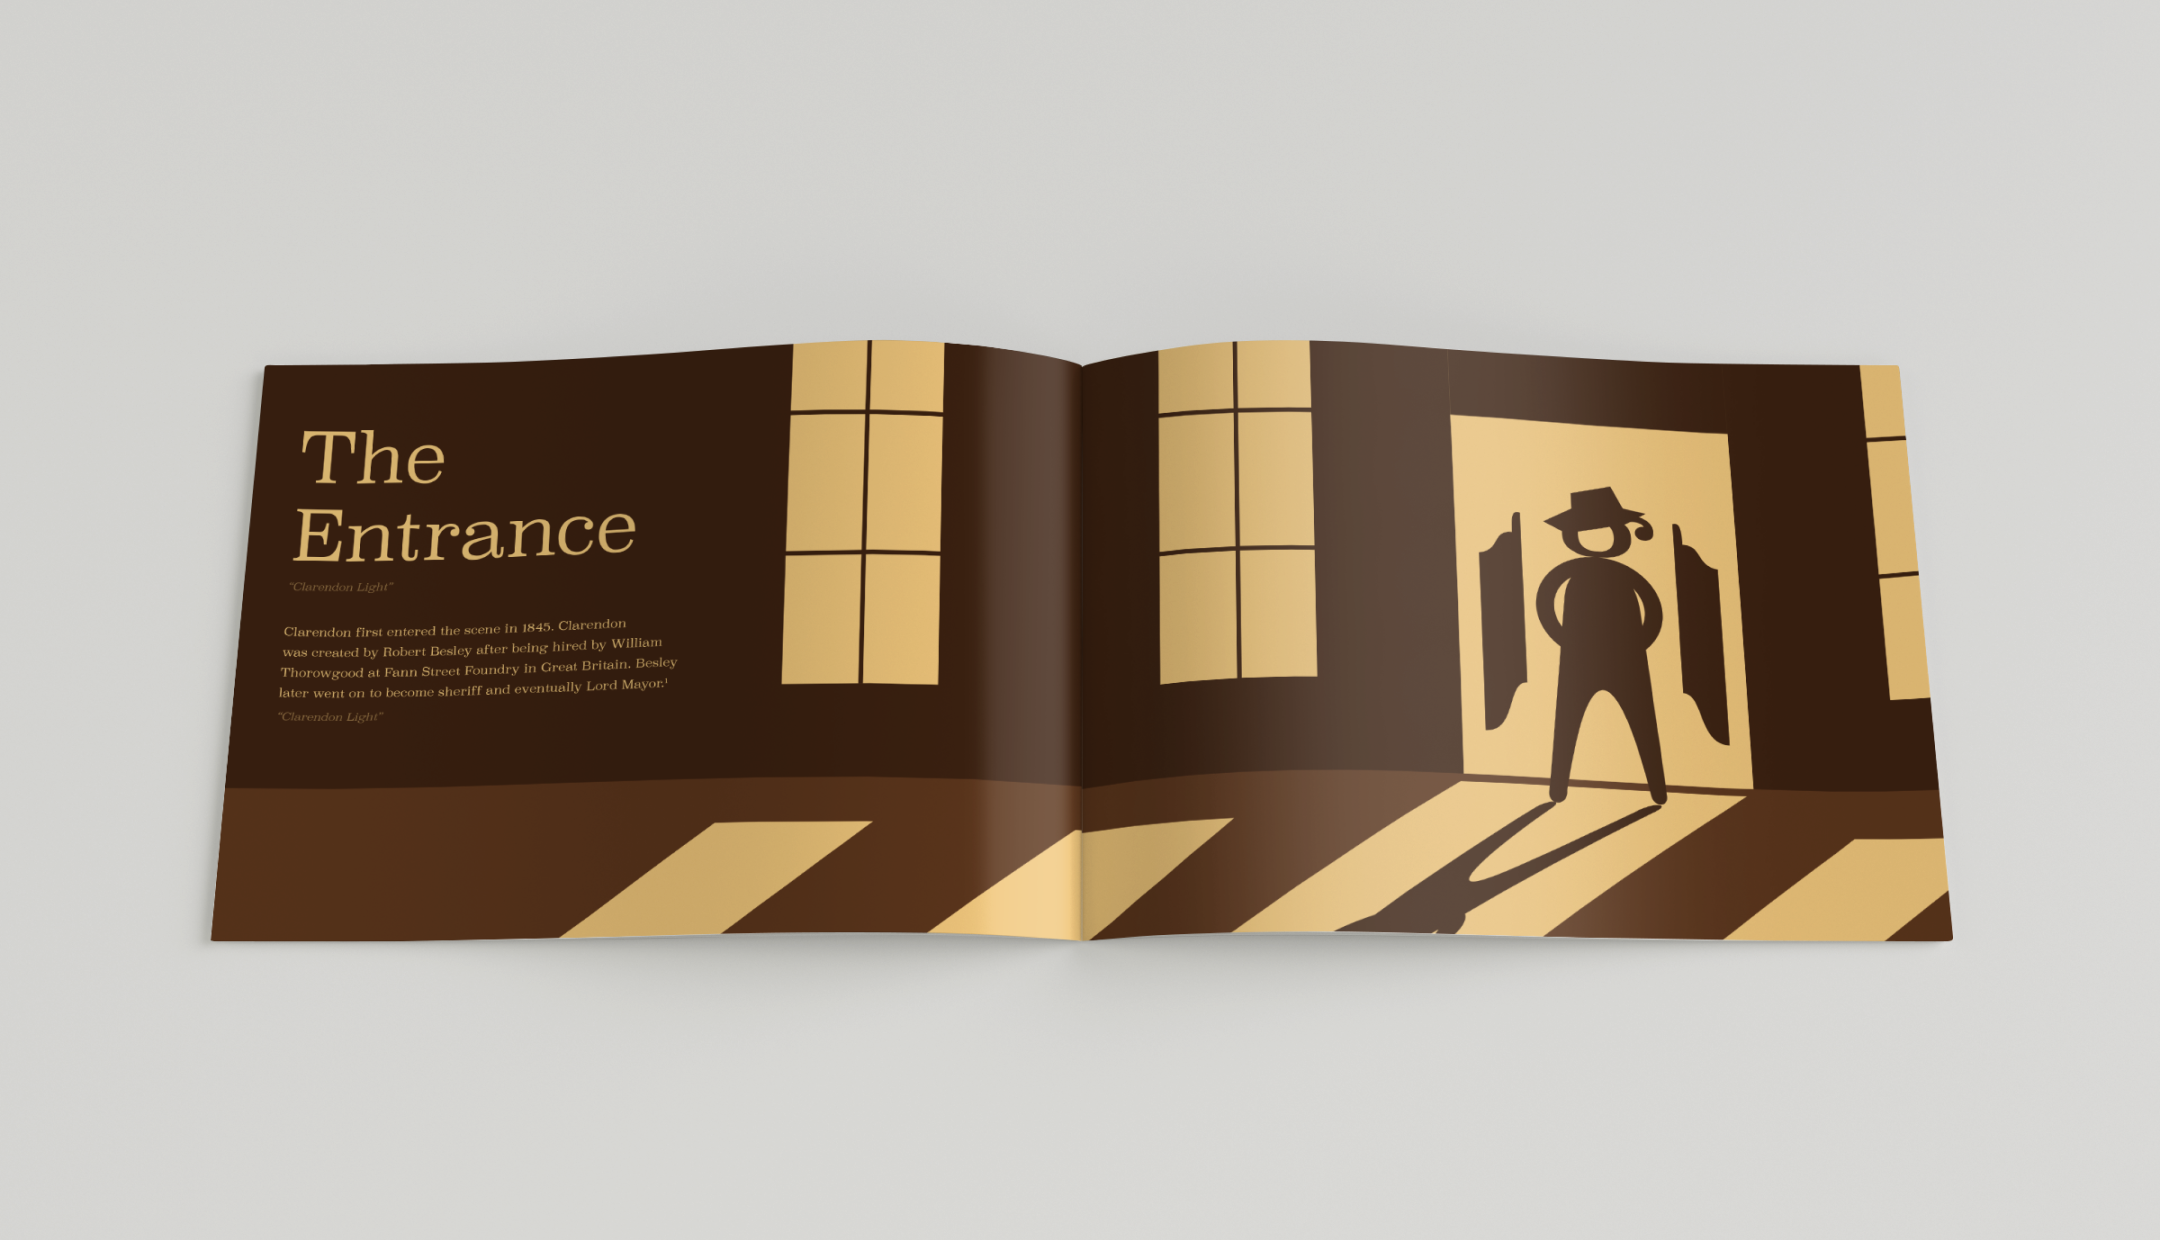 The
Entrance
"Clarendon Light"
Clarendon first entered the scene in 1845. Clarendon
was created by Robert Besley after being hired by William
Thorowgood at Fann Street Foundry in Great Britain. Besley
later went on to become sheriff and eventually Lord Mayor.¹
"Clarendon Light"